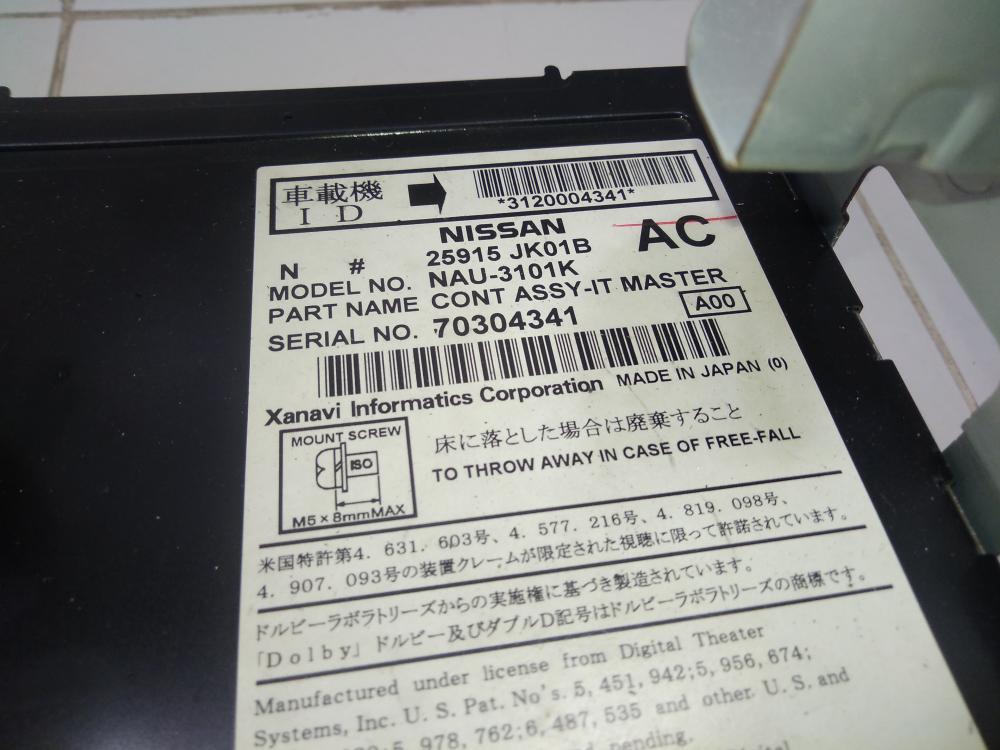 車載機
ID
*3120004341*
NISSAN
AC
N # 25915 JK01B
MODEL NO. NAU-3101K
PART NAME CONT ASSY-IT MASTER
SERIAL NO. 70304341
A00
Xanavi Informatics Corporation MADE IN JAPAN (0)
MOUNT SCREW
ISO
M5×8mmMAX
床に落とした場合は廃棄すること
TO THROW AWAY IN CASE OF FREE-FALL
米国特許第4. 631. 603号、4. 577. 216号、4. 819. 098号、
4. 907. 093号の装置クレームが限定された視聴に限って許諾されています。
ドルビーラボラトリーズからの実施権に基づき製造されています。
「Dolby」ドルビー及びダブルD記号はドルビーラボラトリーズの商標です。
Manufactured under license from Digital Theater
Systems, Inc. U. S. Pat. No's. 5, 451, 942;5, 956, 674;
5, 978, 762;6, 487, 535 and other U. S. and
pending.